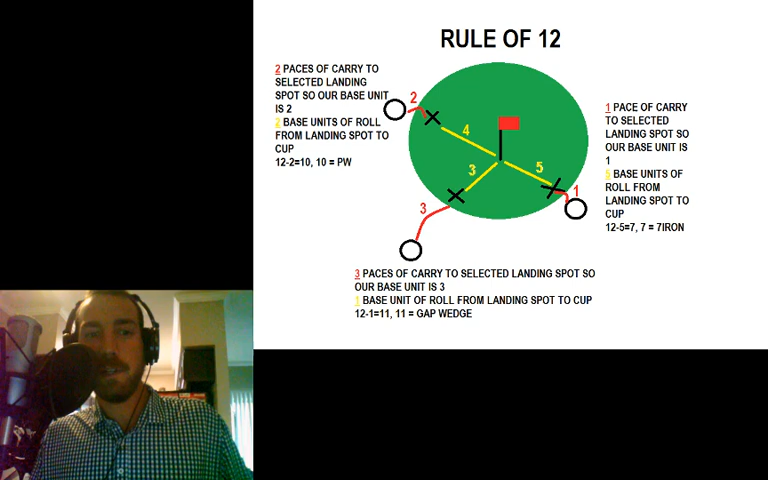 RULE OF 12
2 PACES OF CARRY TO
SELECTED LANDING
SPOT SO OUR BASE UNIT
IS 2
2 BASE UNITS OF ROLL
FROM LANDING SPOT TO
CUP
12-2=10, 10 = PW
2
4
3
5
1
3
1 PACE OF CARRY
TO SELECTED
LANDING SPOT SO
OUR BASE UNIT IS
1
5 BASE UNITS OF
ROLL FROM
LANDING SPOT TO
CUP
12-5=7, 7 = 7IRON
3 PACES OF CARRY TO SELECTED LANDING SPOT SO
OUR BASE UNIT IS 3
1 BASE UNIT OF ROLL FROM LANDING SPOT TO CUP
12-1=11, 11 = GAP WEDGE